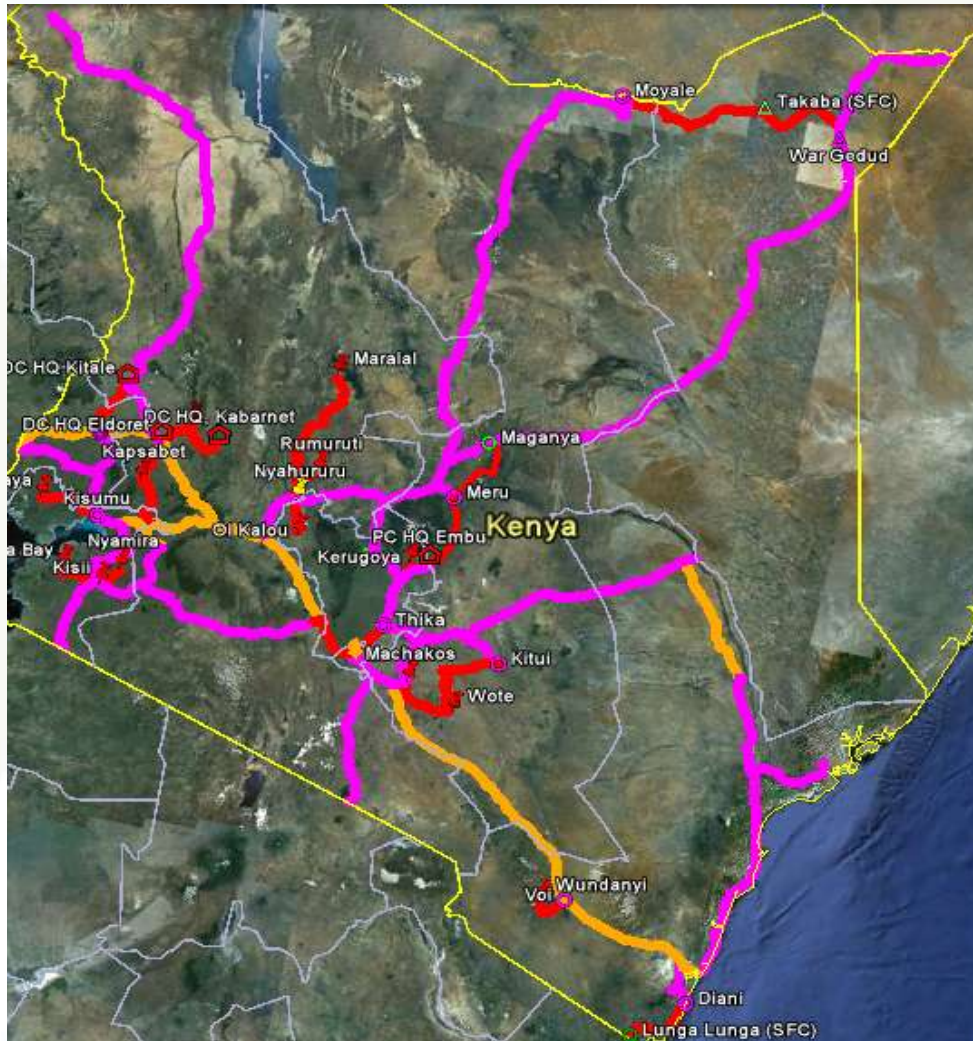 Moyale
Takaba (SFC)
War Gedud
Maralal
DC HQ Kitale
DC HQ Kabarnet
DC HQ Eldoret
Kapsabet
Rumuruti
Maganya
Nyahururu
aya
Kisumu
Meru
Ol Kalou
Kenya
Nyamira
PC HQ Embu
a Bay
Kerugoya
Kisii
Thika
Machakos
Kitui
Wote
Wundanyi
Voi
Diani
Lunga Lunga (SFC)